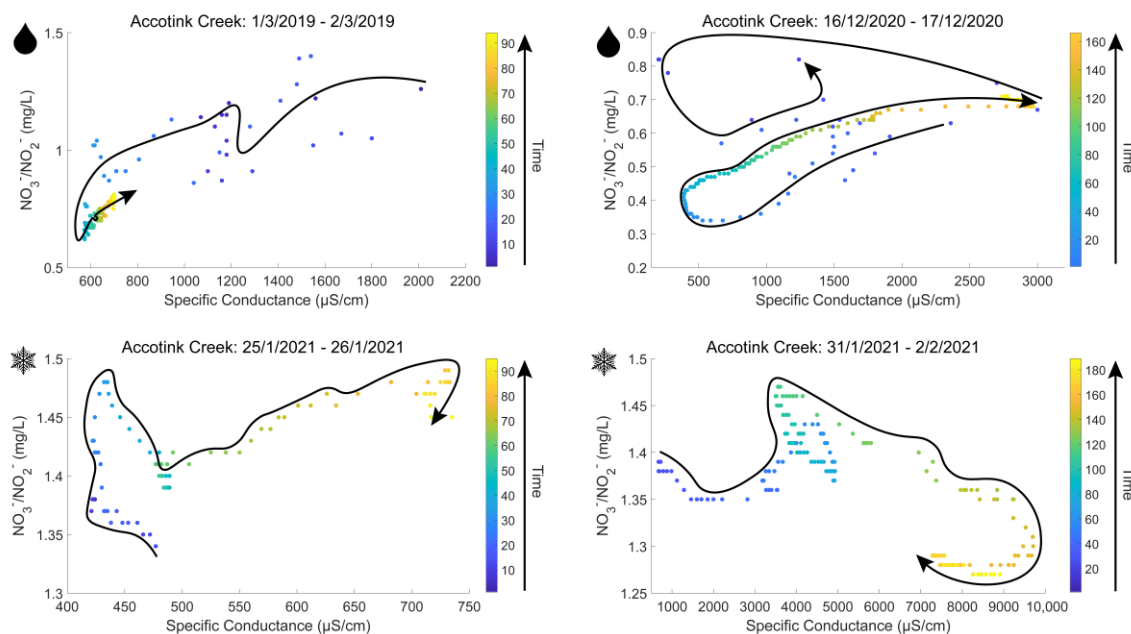 Accotink Creek: 1/3/2019 - 2/3/2019
1.5
1
0.5
NO₃⁻/NO₂⁻ (mg/L)
600 800 1000 1200 1400 1600 1800 2000 2200
Specific Conductance (µS/cm)
90
80
70
60
50
40
30
20
10
Time
Accotink Creek: 16/12/2020 - 17/12/2020
0.9
0.8
0.7
0.6
0.5
0.4
0.3
0.2
NO₃⁻/NO₂⁻ (mg/L)
500 1000 1500 2000 2500 3000
Specific Conductance (µS/cm)
160
140
120
100
80
60
40
20
Time
Accotink Creek: 25/1/2021 - 26/1/2021
1.5
1.45
1.4
1.35
1.3
NO₃⁻/NO₂⁻ (mg/L)
400 450 500 550 600 650 700 750
Specific Conductance (µS/cm)
90
80
70
60
50
40
30
20
10
Time
Accotink Creek: 31/1/2021 - 2/2/2021
1.5
1.45
1.4
1.35
1.3
1.25
NO₃⁻/NO₂⁻ (mg/L)
1000 2000 3000 4000 5000 6000 7000 8000 9000 10,000
Specific Conductance (µS/cm)
180
160
140
120
100
80
60
40
20
Time